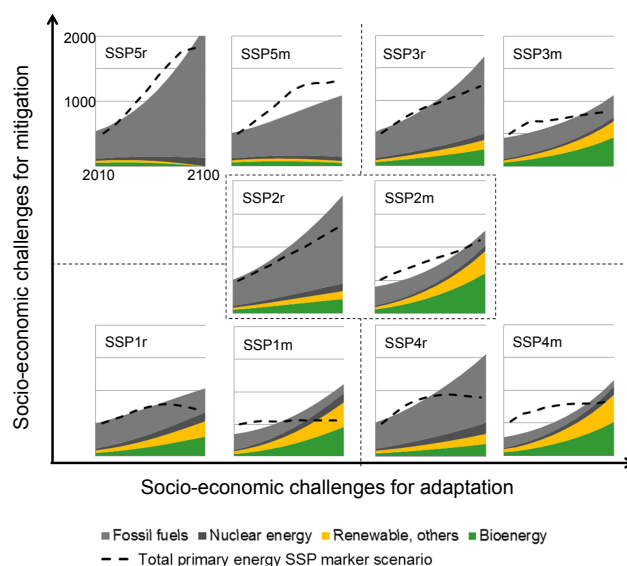 Socio-economic challenges for mitigation
2000
1000
2010
2100
SSP5r
SSP5m
SSP3r
SSP3m
SSP2r
SSP2m
SSP1r
SSP1m
SSP4r
SSP4m
Socio-economic challenges for adaptation
Fossil fuels Nuclear energy Renewable, others Bioenergy
Total primary energy SSP marker scenario